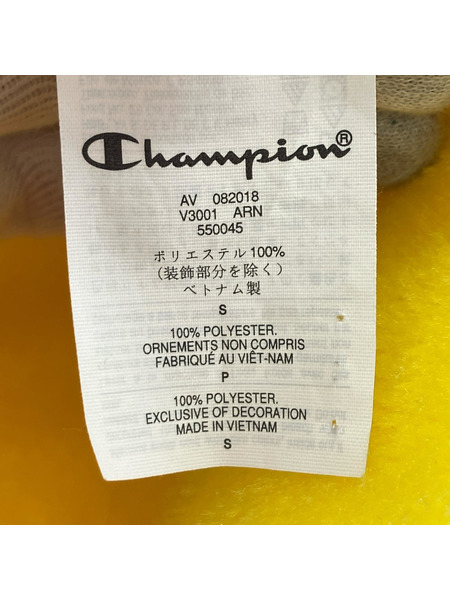 Champion®
AV 082018
V3001 ARN
550045
ポリエステル100%
(装飾部分を除く)
ベトナム製
S
100% POLYESTER.
ORNEMENTS NON COMPRIS
FABRIQUÉ AU VIÊT-NAM
P
100% POLYESTER.
EXCLUSIVE OF DECORATION
MADE IN VIETNAM
S